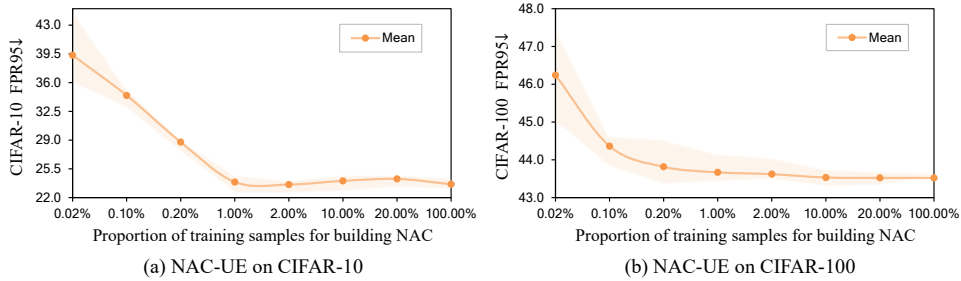 CIFAR-10 FPR95↓
43.0
39.5
36.0
32.5
29.0
25.5
22.0
Mean
0.02% 0.10% 0.20% 1.00% 2.00% 10.00% 20.00% 100.00%
Proportion of training samples for building NAC
(a) NAC-UE on CIFAR-10
CIFAR-100 FPR95↓
48.0
47.0
46.0
45.0
44.0
43.0
Mean
0.02% 0.10% 0.20% 1.00% 2.00% 10.00% 20.00% 100.00%
Proportion of training samples for building NAC
(b) NAC-UE on CIFAR-100